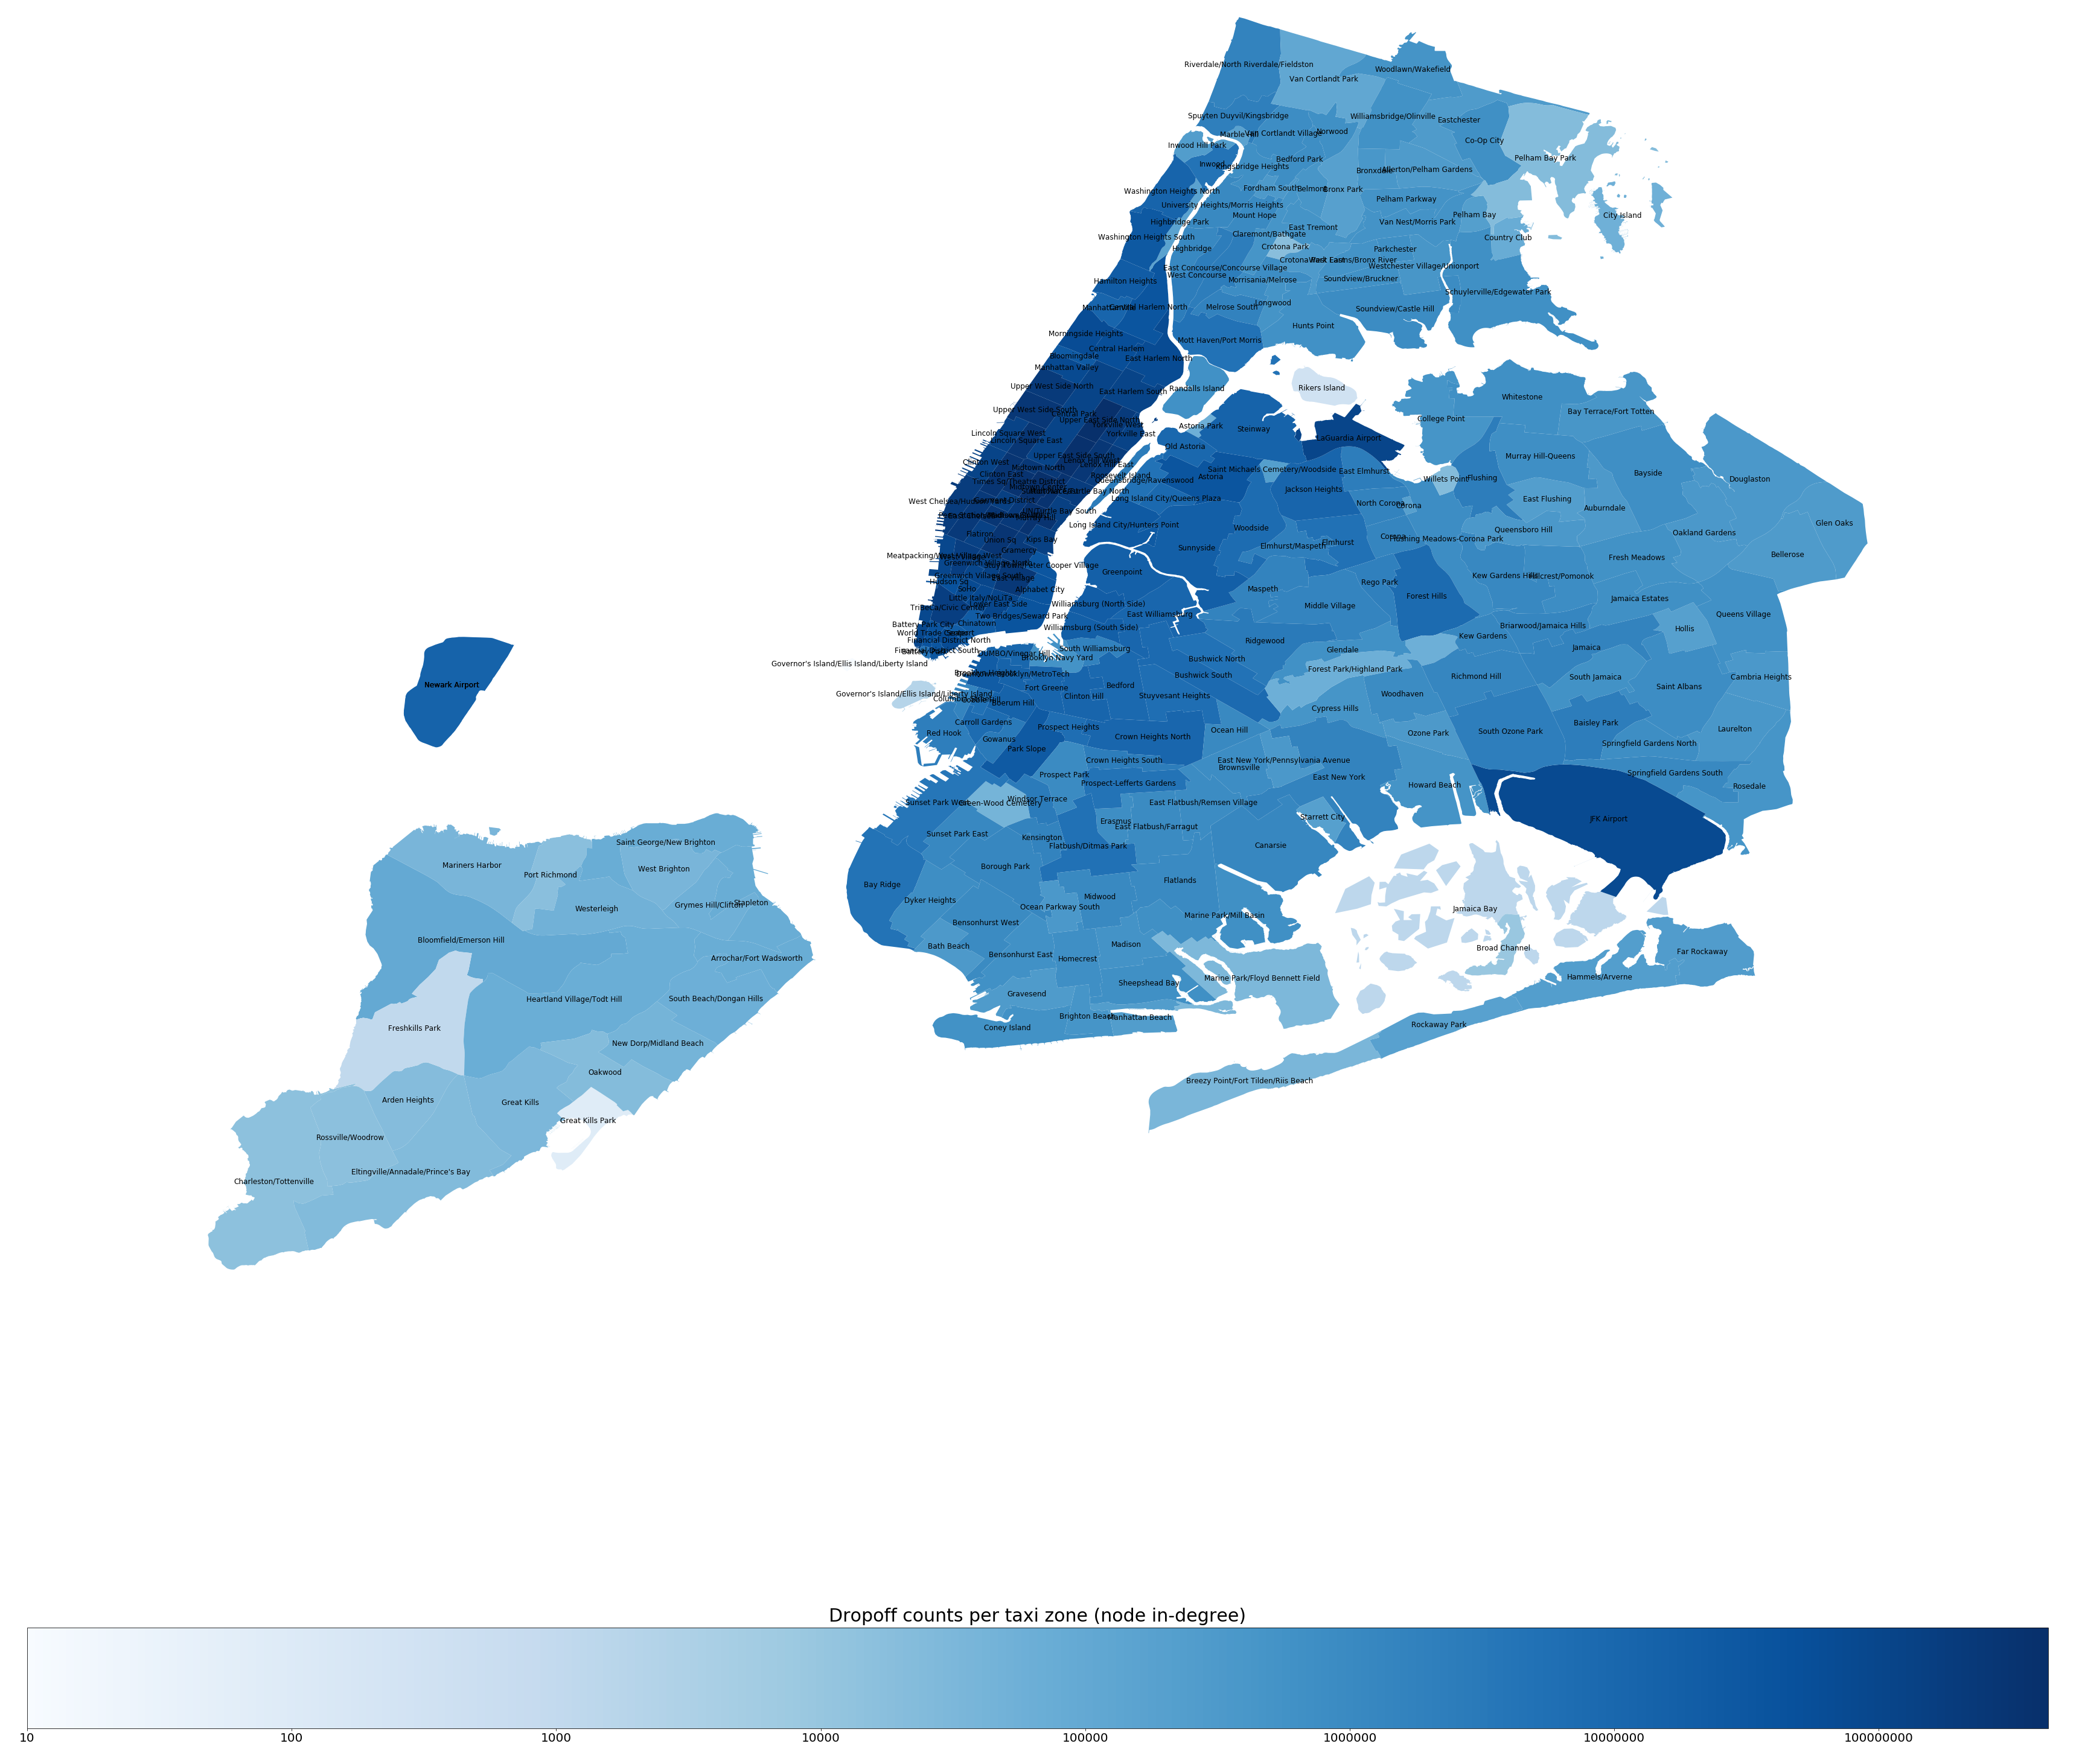 Riverdale/North Riverdale/Fieldston
Woodlawn/Wakefield
Van Cortlandt Park
Spuyten Duyvil/Kingsbridge
Williamsbridge/Olinville
Eastchester
Marble Hill
Van Cortlandt Village
Norwood
Co-Op City
Inwood Hill Park
Bedford Park
Pelham Bay Park
Inwood
Kingsbridge Heights
Bronxdale
Allerton/Pelham Gardens
Washington Heights North
Fordham South
Belmont
Bronx Park
University Heights/Morris Heights
Pelham Parkway
Mount Hope
Pelham Bay
City Island
Highbridge Park
East Tremont
Van Nest/Morris Park
Washington Heights South
Claremont/Bathgate
Country Club
Highbridge
Crotona Park
Parkchester
Crotona Park East
West Farms/Bronx River
East Concourse/Concourse Village
Westchester Village/Unionport
West Concourse
Hamilton Heights
Morrisania/Melrose
Soundview/Bruckner
Schuylerville/Edgewater Park
Manhattanville
Central Harlem North
Melrose South
Longwood
Soundview/Castle Hill
Morningside Heights
Hunts Point
Mott Haven/Port Morris
Central Harlem
Bloomingdale
East Harlem North
Manhattan Valley
Upper West Side North
East Harlem South
Randalls Island
Rikers Island
Whitestone
Upper West Side South
Central Park
Bay Terrace/Fort Totten
Upper East Side North
College Point
Yorkville West
Astoria Park
Steinway
Lincoln Square West
Yorkville East
Lincoln Square East
LaGuardia Airport
Old Astoria
Upper East Side South
Murray Hill-Queens
Clinton West
Lenox Hill West
Lenox Hill East
Midtown North
Saint Michaels Cemetery/Woodside
East Elmhurst
Bayside
Clinton East
Roosevelt Island
Astoria
Willets Point
Flushing
Douglaston
Times Sq/Theatre District
Queensbridge/Ravenswood
Jackson Heights
Long Island City/Queens Plaza
East Flushing
West Chelsea/Hudson Yards
Garment District
North Corona
Corona
Auburndale
UN/Turtle Bay South
Murray Hill
Long Island City/Hunters Point
Woodside
Queensboro Hill
Glen Oaks
Flatiron
Oakland Gardens
Union Sq
Kips Bay
Corona
Flushing Meadows-Corona Park
Sunnyside
Elmhurst/Maspeth
Elmhurst
Gramercy
Bellerose
Fresh Meadows
Greenwich Village North
Greenpoint
Kew Gardens Hills
Hillcrest/Pomonok
Greenwich Village South
East Village
Hudson Sq
Rego Park
SoHo
Alphabet City
Maspeth
Forest Hills
Little Italy/NoLiTa
Jamaica Estates
Lower East Side
Williamsburg (North Side)
Middle Village
TriBeCa/Civic Center
Two Bridges/Seward Park
East Williamsburg
Queens Village
Battery Park City
Chinatown
Williamsburg (South Side)
Briarwood/Jamaica Hills
Hollis
World Trade Center
Seaport
Kew Gardens
Financial District North
Ridgewood
Financial District South
South Williamsburg
Glendale
Jamaica
DUMBO/Vinegar Hill
Brooklyn Navy Yard
Bushwick North
Governor's Island/Ellis Island/Liberty Island
Forest Park/Highland Park
Brooklyn Heights
Downtown Brooklyn/MetroTech
Bushwick South
Richmond Hill
South Jamaica
Cambria Heights
Newark Airport
Fort Greene
Bedford
Saint Albans
Governor's Island/Ellis Island/Liberty Island
Clinton Hill
Stuyvesant Heights
Woodhaven
Columbia Street
Cobble Hill
Boerum Hill
Cypress Hills
Carroll Gardens
Prospect Heights
Baisley Park
Red Hook
Ocean Hill
Ozone Park
South Ozone Park
Laurelton
Gowanus
Crown Heights North
Springfield Gardens North
Park Slope
Crown Heights South
East New York/Pennsylvania Avenue
Brownsville
Prospect Park
East New York
Springfield Gardens South
Prospect-Lefferts Gardens
Howard Beach
Rosedale
Sunset Park West
Green-Wood Cemetery
Windsor Terrace
East Flatbush/Remsen Village
Starrett City
JFK Airport
Erasmus
East Flatbush/Farragut
Sunset Park East
Kensington
Saint George/New Brighton
Flatbush/Ditmas Park
Canarsie
Mariners Harbor
Borough Park
West Brighton
Port Richmond
Flatlands
Bay Ridge
Midwood
Dyker Heights
Stapleton
Grymes Hill/Clifton
Westerleigh
Ocean Parkway South
Jamaica Bay
Marine Park/Mill Basin
Bensonhurst West
Bloomfield/Emerson Hill
Bath Beach
Madison
Broad Channel
Far Rockaway
Bensonhurst East
Arrochar/Fort Wadsworth
Homecrest
Hammels/Arverne
Marine Park/Floyd Bennett Field
Sheepshead Bay
Heartland Village/Todt Hill
South Beach/Dongan Hills
Gravesend
Brighton Beach
Manhattan Beach
Rockaway Park
Freshkills Park
Coney Island
New Dorp/Midland Beach
Oakwood
Breezy Point/Fort Tilden/Riis Beach
Arden Heights
Great Kills
Great Kills Park
Rossville/Woodrow
Eltingville/Annadale/Prince's Bay
Charleston/Tottenville
Dropoff counts per taxi zone (node in-degree)
10 100 1000 10000 100000 1000000 10000000 100000000